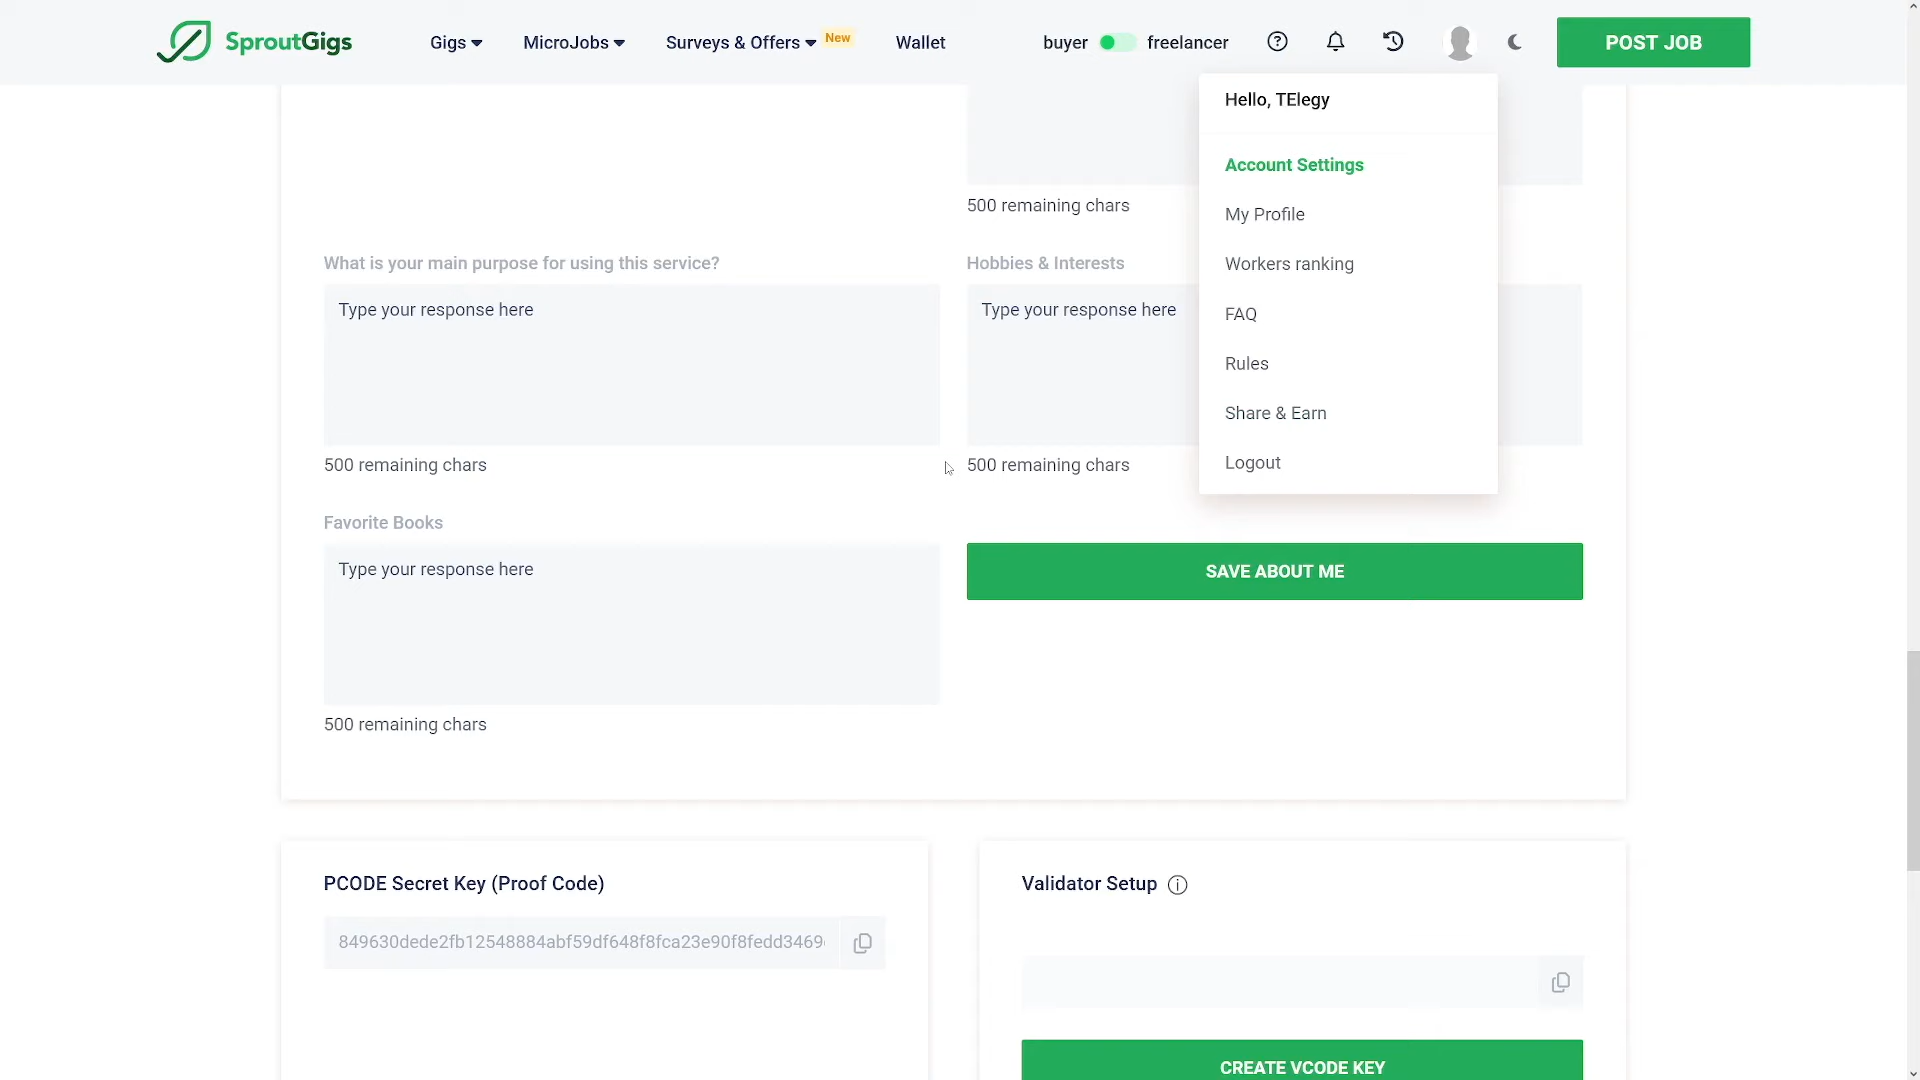 SproutGigs
Gigs
MicroJobs
Surveys & Offers
New
Wallet
buyer
freelancer
POST JOB
Hello, TElegy
Account Settings
My Profile
Workers ranking
FAQ
Rules
Share & Earn
Logout
500 remaining chars
What is your main purpose for using this service?
Hobbies & Interests
Type your response here
Type your response here
500 remaining chars
500 remaining chars
Favorite Books
Type your response here
SAVE ABOUT ME
500 remaining chars
PCODE Secret Key (Proof Code)
Validator Setup
849630dede2fb12548884abf59df648f8fca23e90f8fedd3469
CREATE VCODE KEY